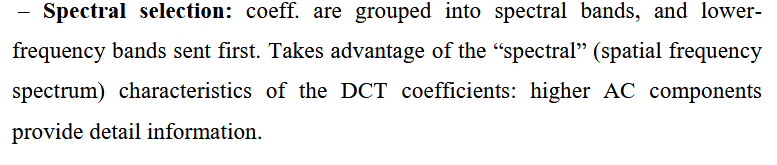 – Spectral selection: coeff. are grouped into spectral bands, and lower-
frequency bands sent first. Takes advantage of the “spectral” (spatial frequency
spectrum) characteristics of the DCT coefficients: higher AC components
provide detail information.